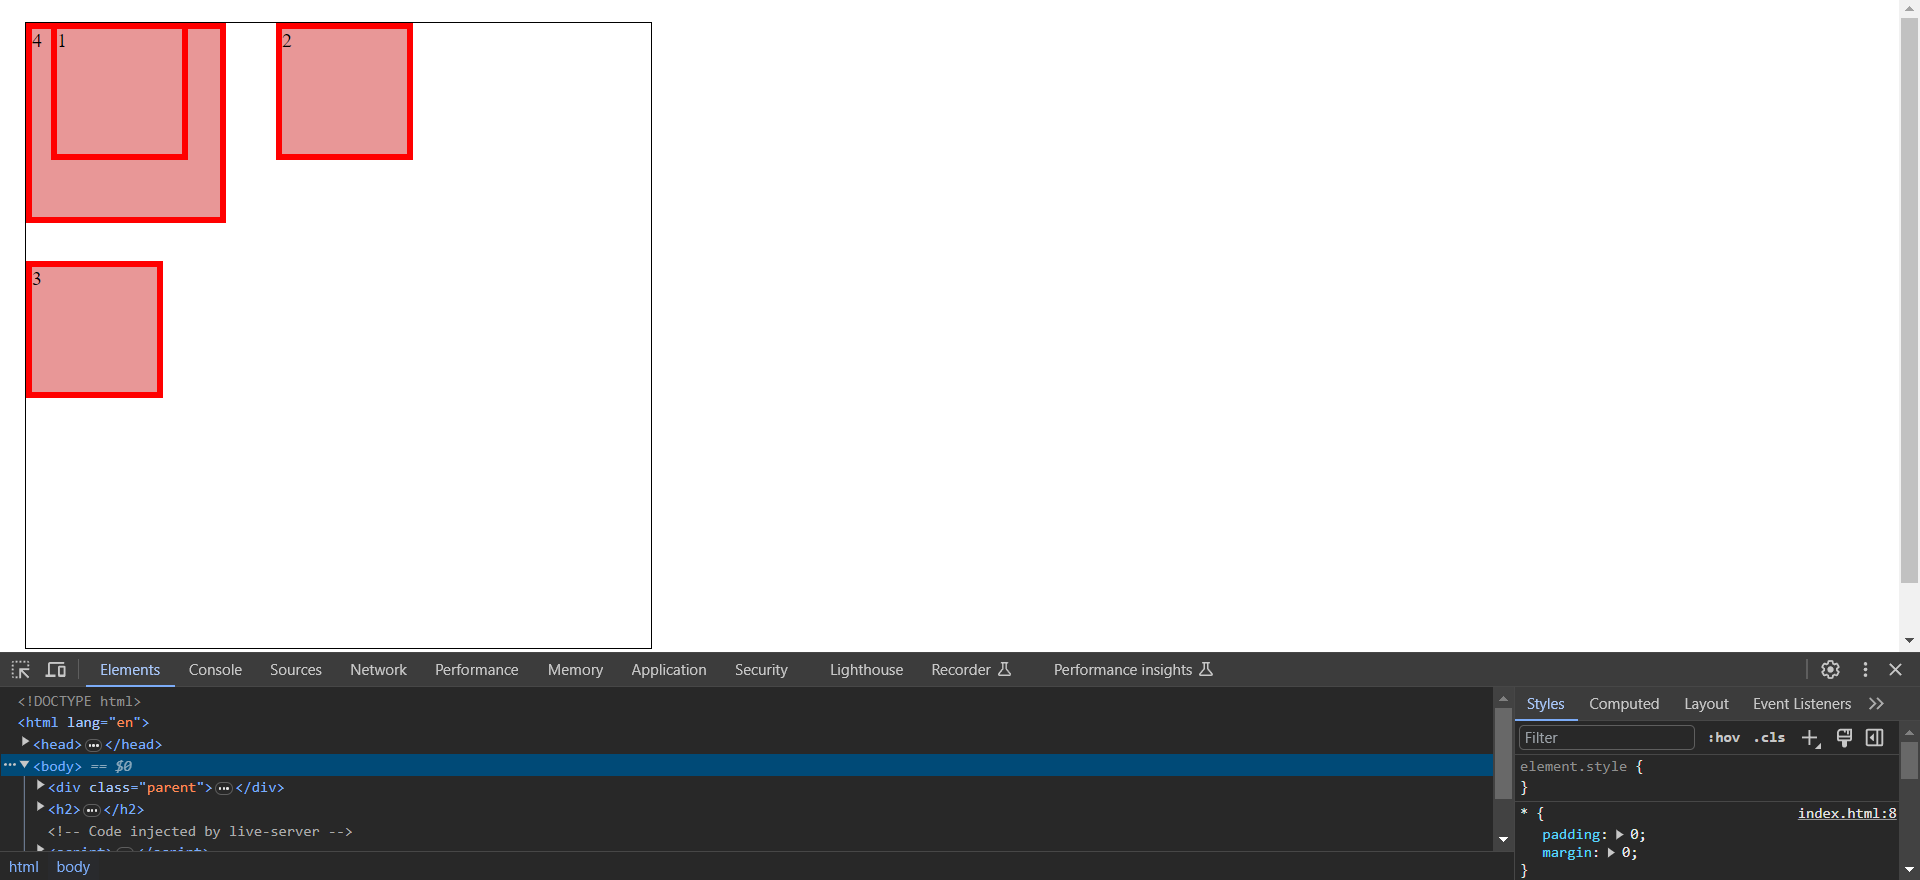 4 1 2
3
Elements Console Sources Network Performance Memory Application Security Lighthouse Recorder Performance insights
<!DOCTYPE html>
<html lang="en">
<head> ••• </head>
••• <body> == $0
<div class="parent"> ••• </div>
<h2> ••• </h2>
<!-- Code injected by live-server -->
html body
Styles Computed Layout Event Listeners
Filter :hov .cls
element.style {
}
* { index.html:8
padding: 0;
margin: 0;
}